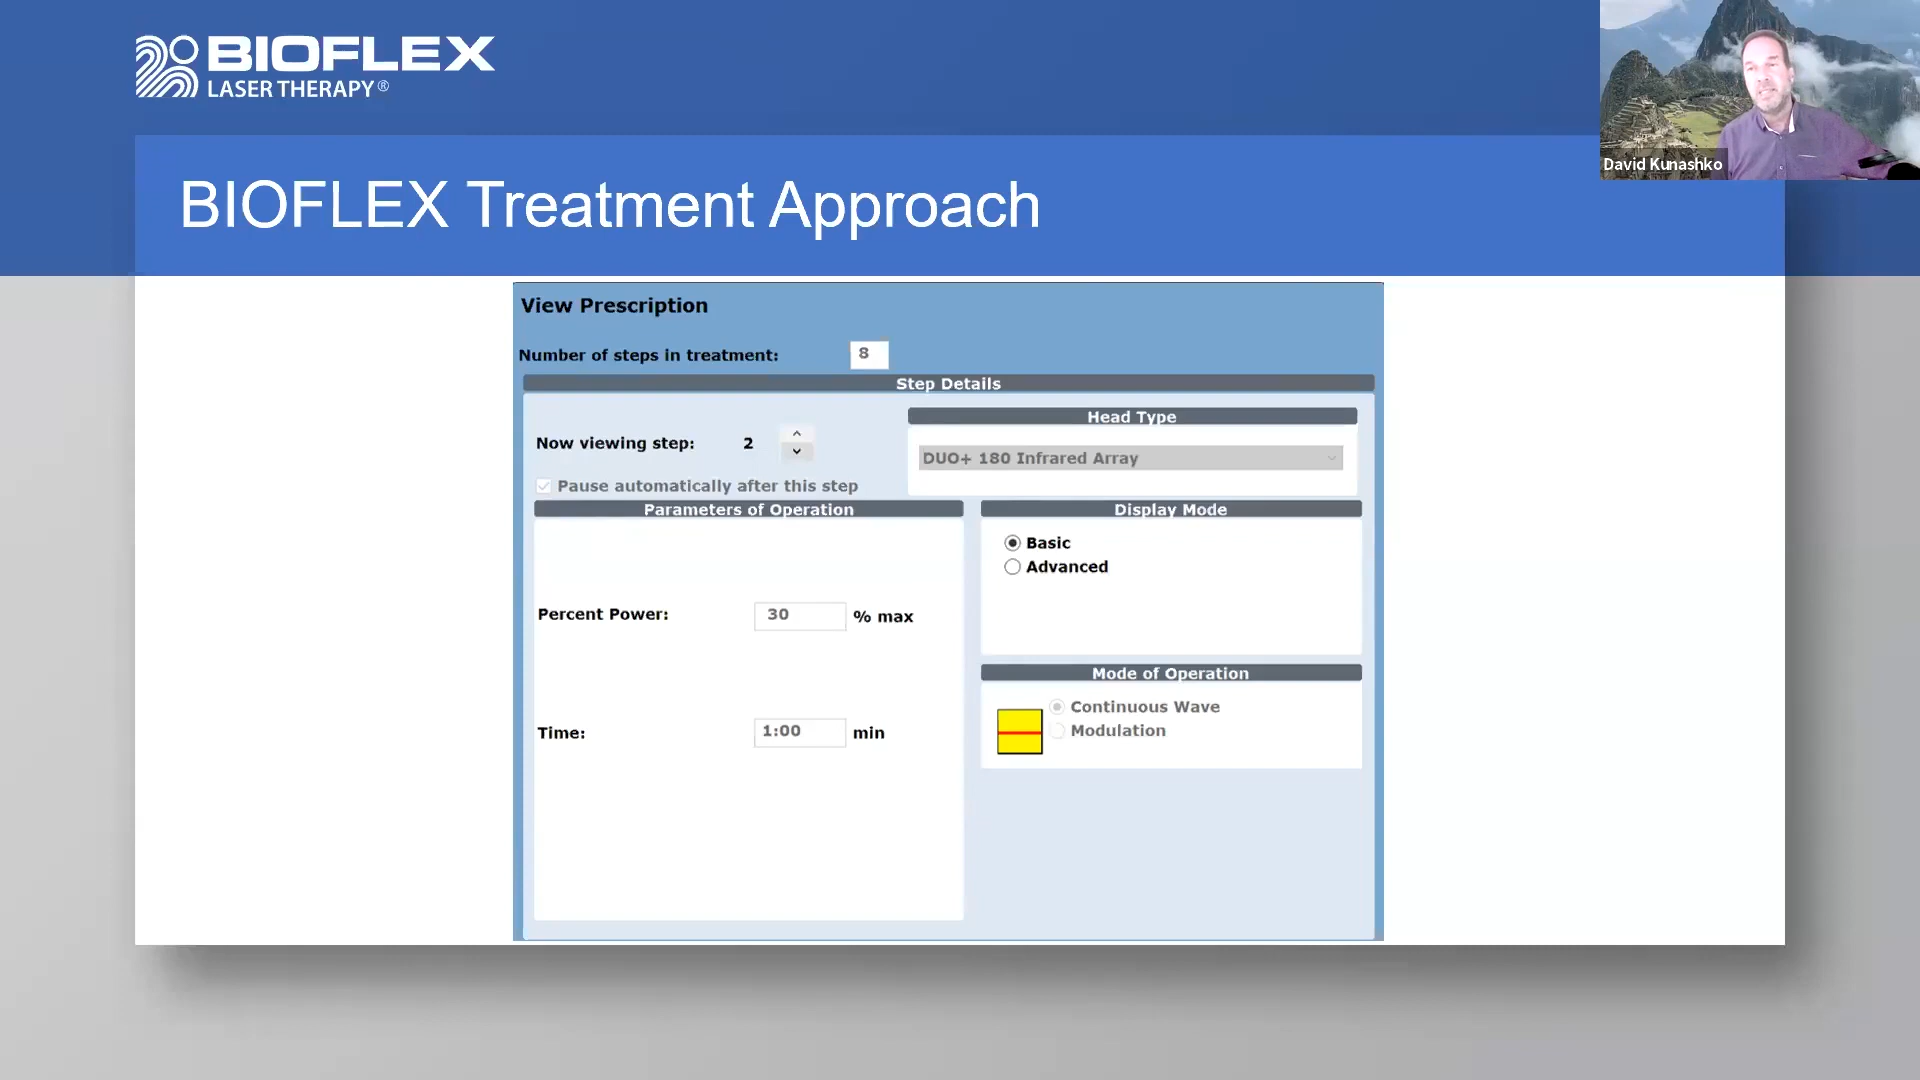 BIOFLEX
LASER THERAPY®
David Kunashko
BIOFLEX Treatment Approach
View Prescription
Number of steps in treatment: 8
Step Details
Now viewing step: 2
Pause automatically after this step
Head Type
DUO+ 180 Infrared Array
Parameters of Operation
Percent Power: 30 % max
Time: 1:00 min
Display Mode
Basic
Advanced
Mode of Operation
Continuous Wave
Modulation